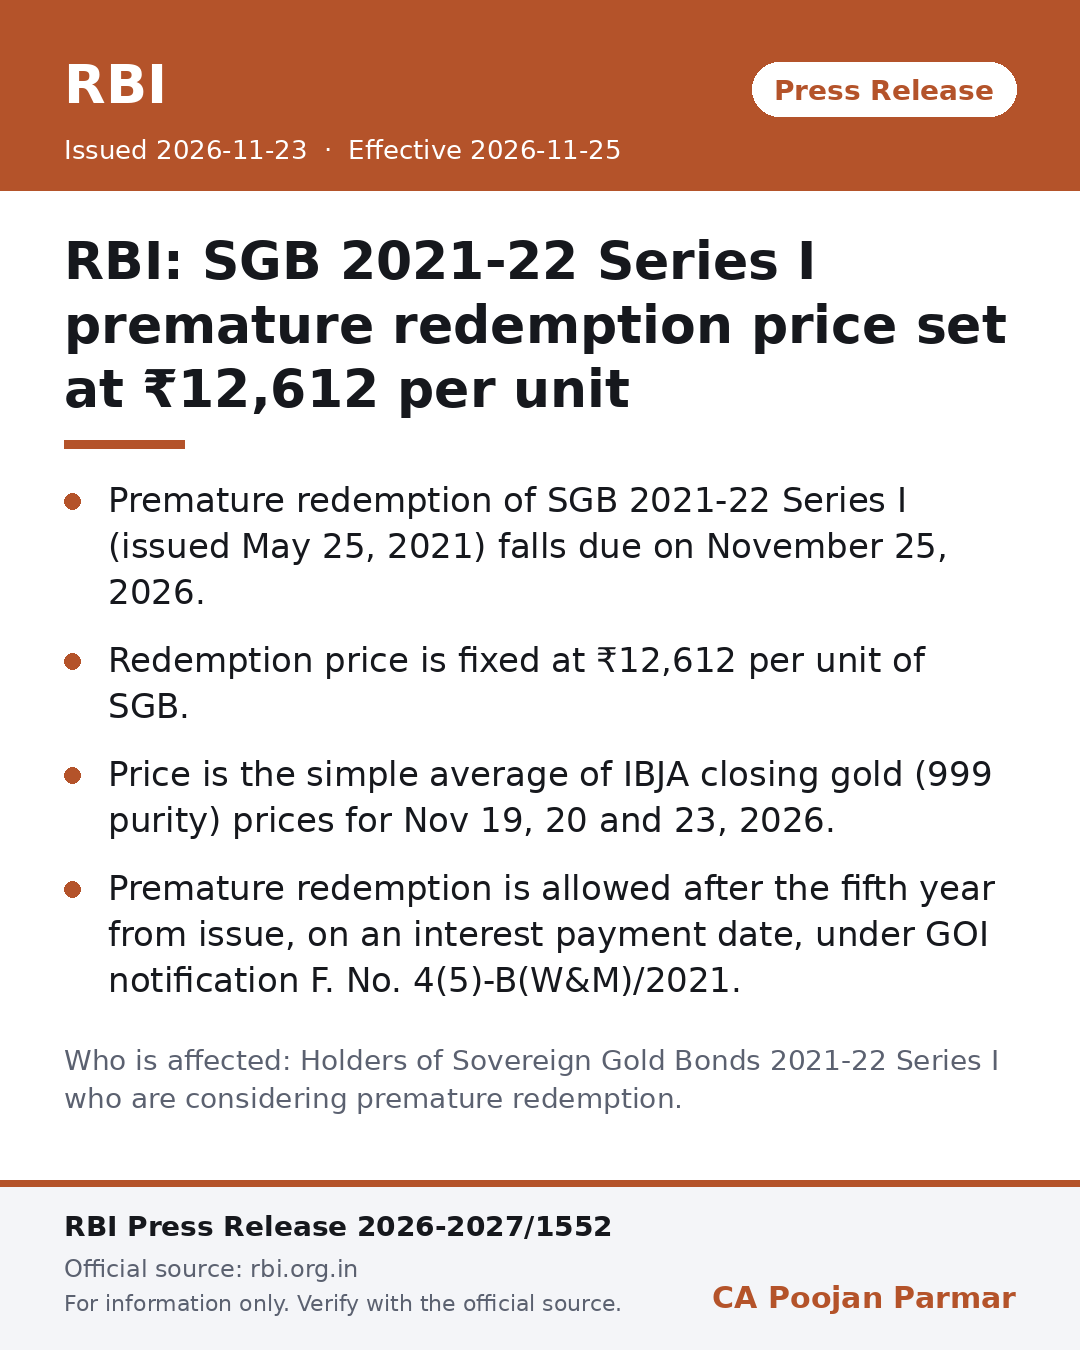 RBI
Press Release
Issued 2026-11-23 · Effective 2026-11-25
RBI: SGB 2021-22 Series I
premature redemption price set
at ₹12,612 per unit
Premature redemption of SGB 2021-22 Series I
(issued May 25, 2021) falls due on November 25,
2026.
Redemption price is fixed at ₹12,612 per unit of
SGB.
Price is the simple average of IBJA closing gold (999
purity) prices for Nov 19, 20 and 23, 2026.
Premature redemption is allowed after the fifth year
from issue, on an interest payment date, under GOI
notification F. No. 4(5)-B(W&M)/2021.
Who is affected: Holders of Sovereign Gold Bonds 2021-22 Series I
who are considering premature redemption.
RBI Press Release 2026-2027/1552
Official source: rbi.org.in
For information only. Verify with the official source.
CA Poojan Parmar